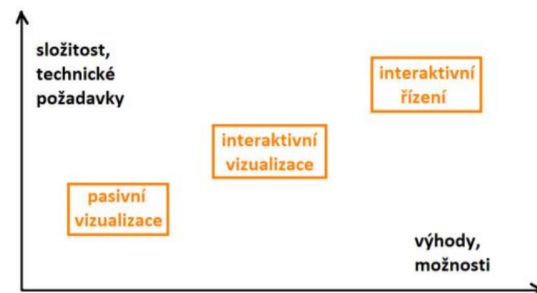 složitost,
technické
požadavky
interaktivní
řízení
interaktivní
vizualizace
pasivní
vizualizace
výhody,
možnosti